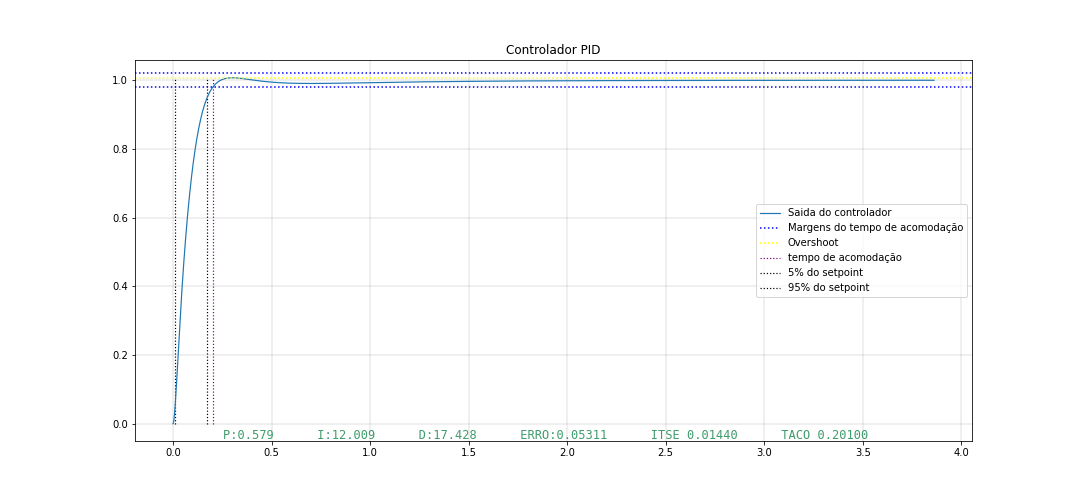 Controlador PID
1.0
0.8
0.6
0.4
0.2
0.0
Saida do controlador
Margens do tempo de acomodação
Overshoot
tempo de acomodação
5% do setpoint
95% do setpoint
P:0.579 I:12.009 D:17.428 ERRO:0.05311 ITSE 0.01440 TACO 0.20100
0.0 0.5 1.0 1.5 2.0 2.5 3.0 3.5 4.0